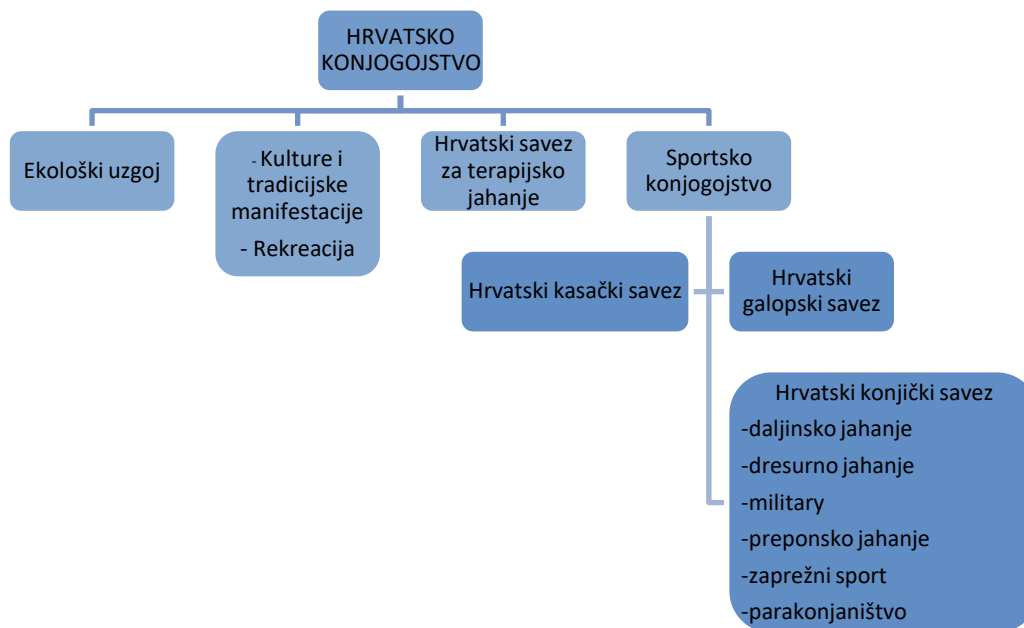 HRVATSKO
KONJOGOJSTVO
Ekološki uzgoj
- Kulture i
tradicijske
manifestacije
- Rekreacija
Hrvatski savez
za terapijsko
jahanje
Sportsko
konjogojstvo
Hrvatski kasački savez
Hrvatski
galopski savez
Hrvatski konjički savez
-daljinsko jahanje
-dresurno jahanje
-military
-preponsko jahanje
-zaprežni sport
-parakonjaništvo